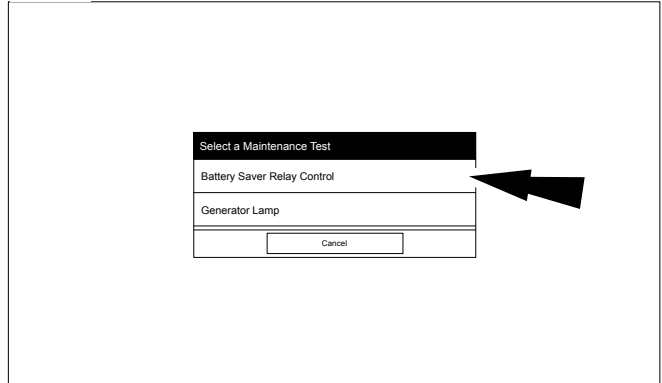 Select a Maintenance Test
Battery Saver Relay Control
Generator Lamp
Cancel